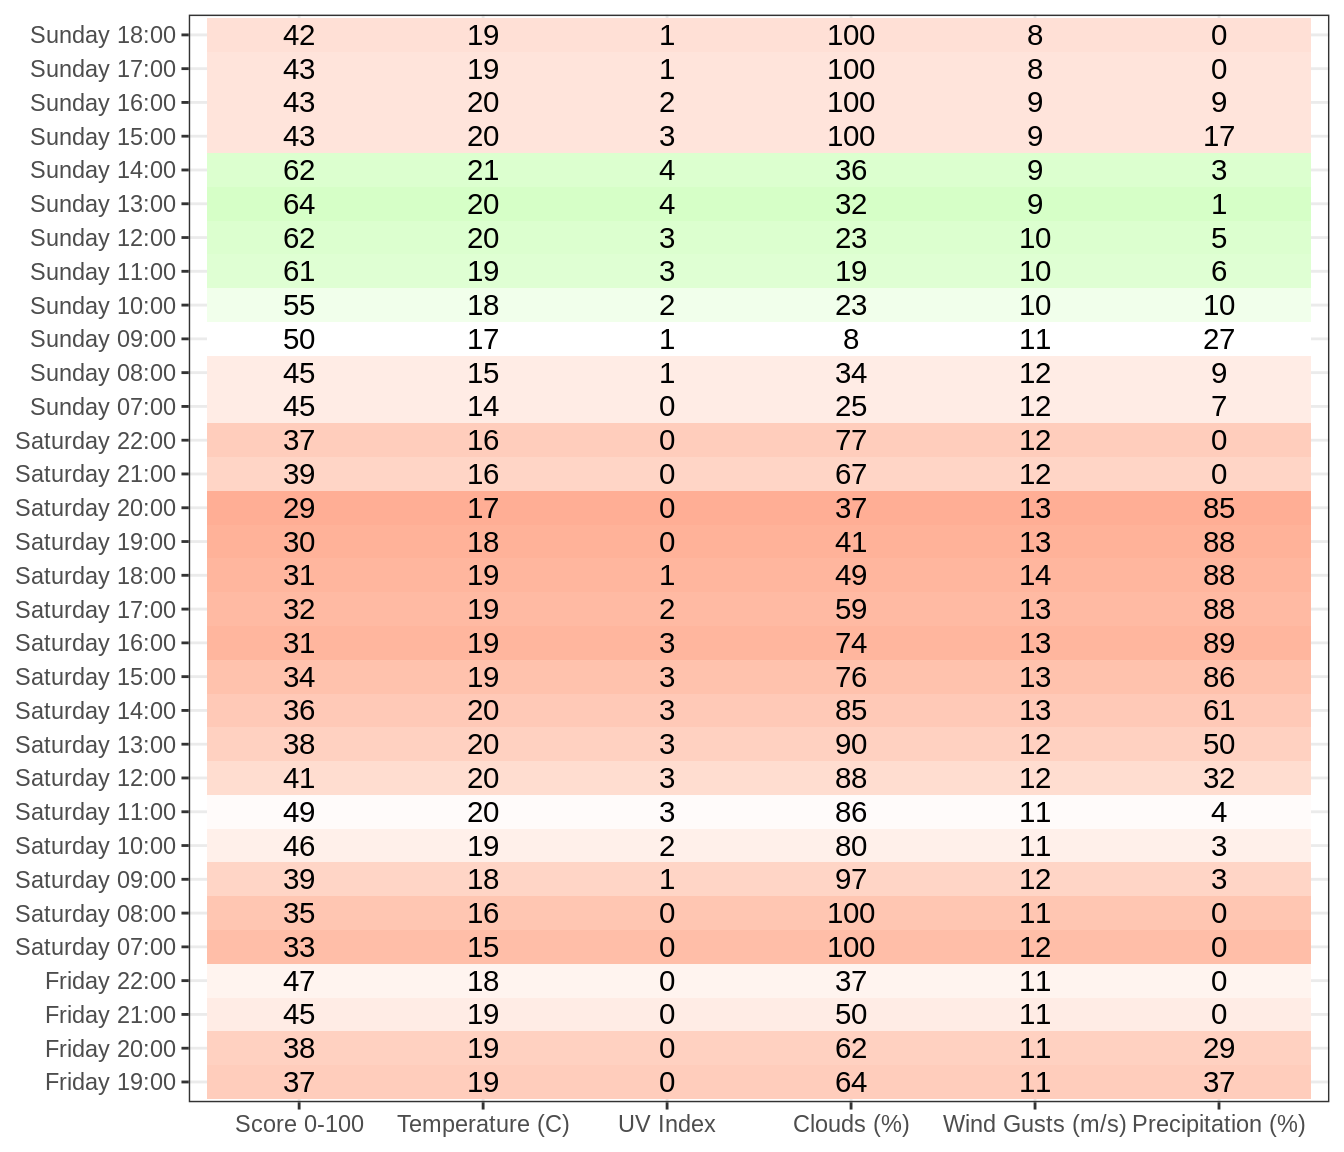 Sunday 18:00 42 19 1 100 8 0
Sunday 17:00 43 19 1 100 8 0
Sunday 16:00 43 20 2 100 9 9
Sunday 15:00 43 20 3 100 9 17
Sunday 14:00 62 21 4 36 9 3
Sunday 13:00 64 20 4 32 9 1
Sunday 12:00 62 20 3 23 10 5
Sunday 11:00 61 19 3 19 10 6
Sunday 10:00 55 18 2 23 10 10
Sunday 09:00 50 17 1 8 11 27
Sunday 08:00 45 15 1 34 12 9
Sunday 07:00 45 14 0 25 12 7
Saturday 22:00 37 16 0 77 12 0
Saturday 21:00 39 16 0 67 12 0
Saturday 20:00 29 17 0 37 13 85
Saturday 19:00 30 18 0 41 13 88
Saturday 18:00 31 19 1 49 14 88
Saturday 17:00 32 19 2 59 13 88
Saturday 16:00 31 19 3 74 13 89
Saturday 15:00 34 19 3 76 13 86
Saturday 14:00 36 20 3 85 13 61
Saturday 13:00 38 20 3 90 12 50
Saturday 12:00 41 20 3 88 12 32
Saturday 11:00 49 20 3 86 11 4
Saturday 10:00 46 19 2 80 11 3
Saturday 09:00 39 18 1 97 12 3
Saturday 08:00 35 16 0 100 11 0
Saturday 07:00 33 15 0 100 12 0
Friday 22:00 47 18 0 37 11 0
Friday 21:00 45 19 0 50 11 0
Friday 20:00 38 19 0 62 11 29
Friday 19:00 37 19 0 64 11 37
Score 0-100 Temperature (C) UV Index Clouds (%) Wind Gusts (m/s) Precipitation (%)